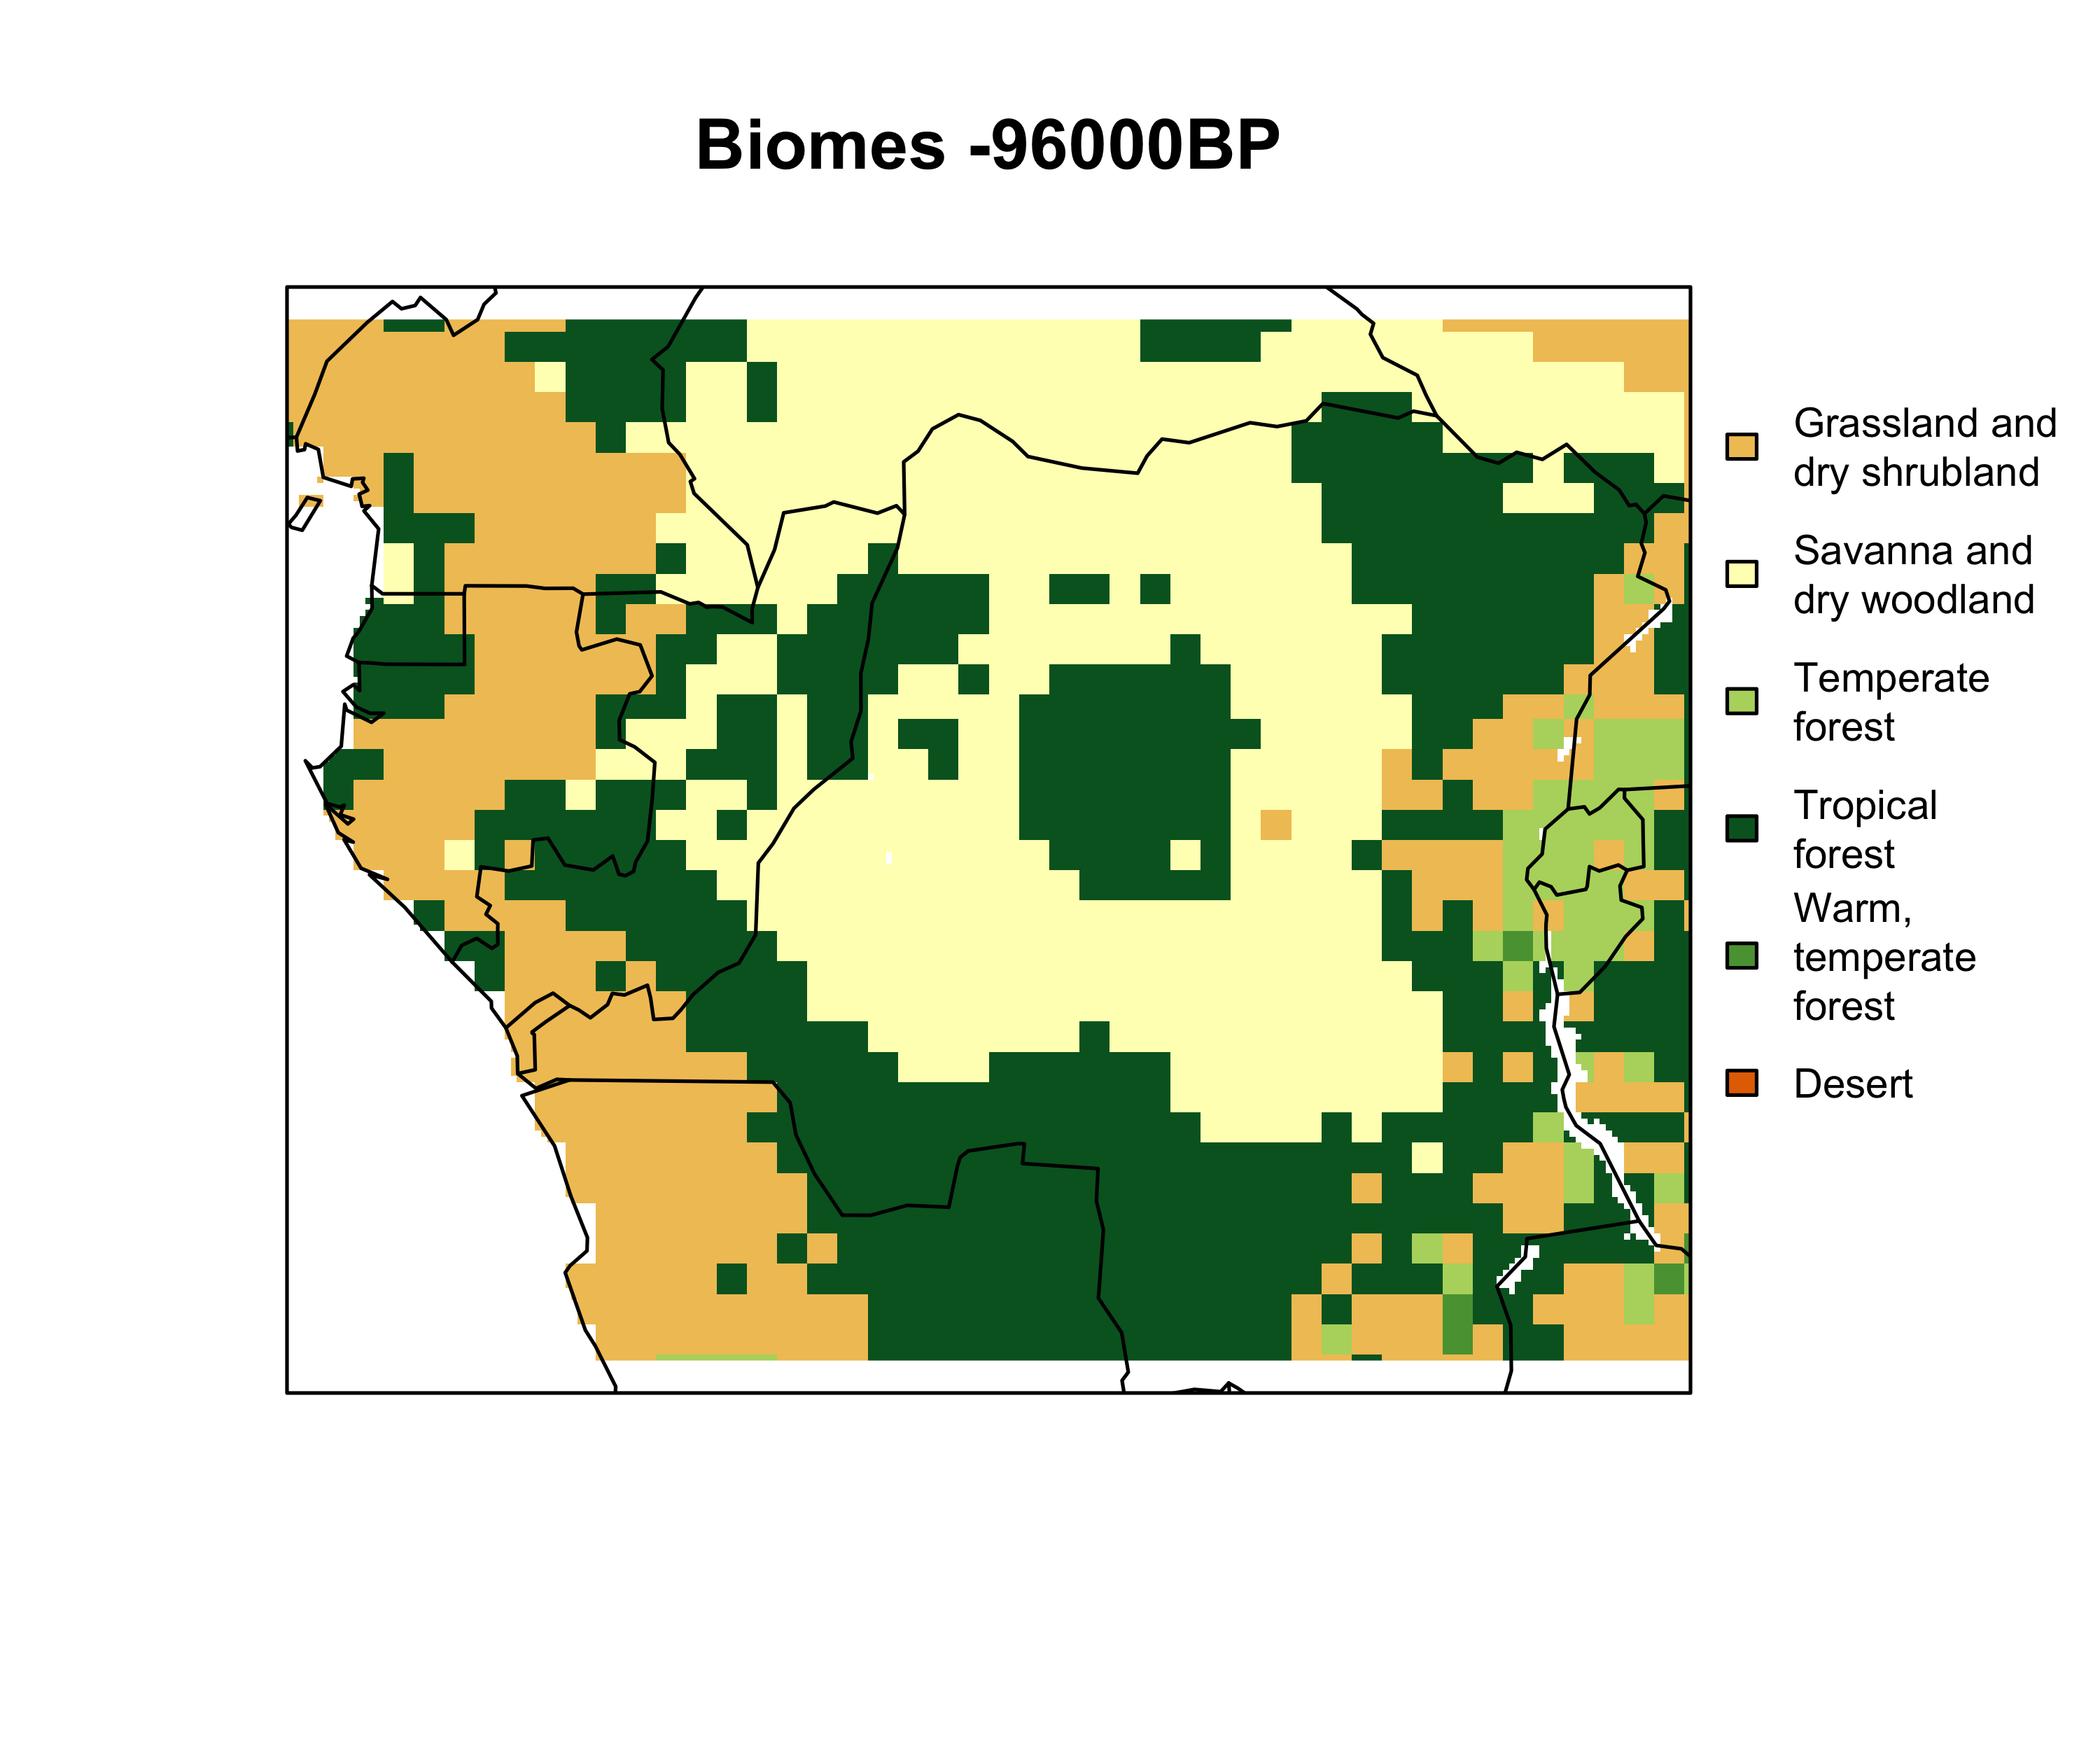 Biomes -96000BP
Grassland and
dry shrubland
Savanna and
dry woodland
Temperate
forest
Tropical
forest
Warm,
temperate
forest
Desert